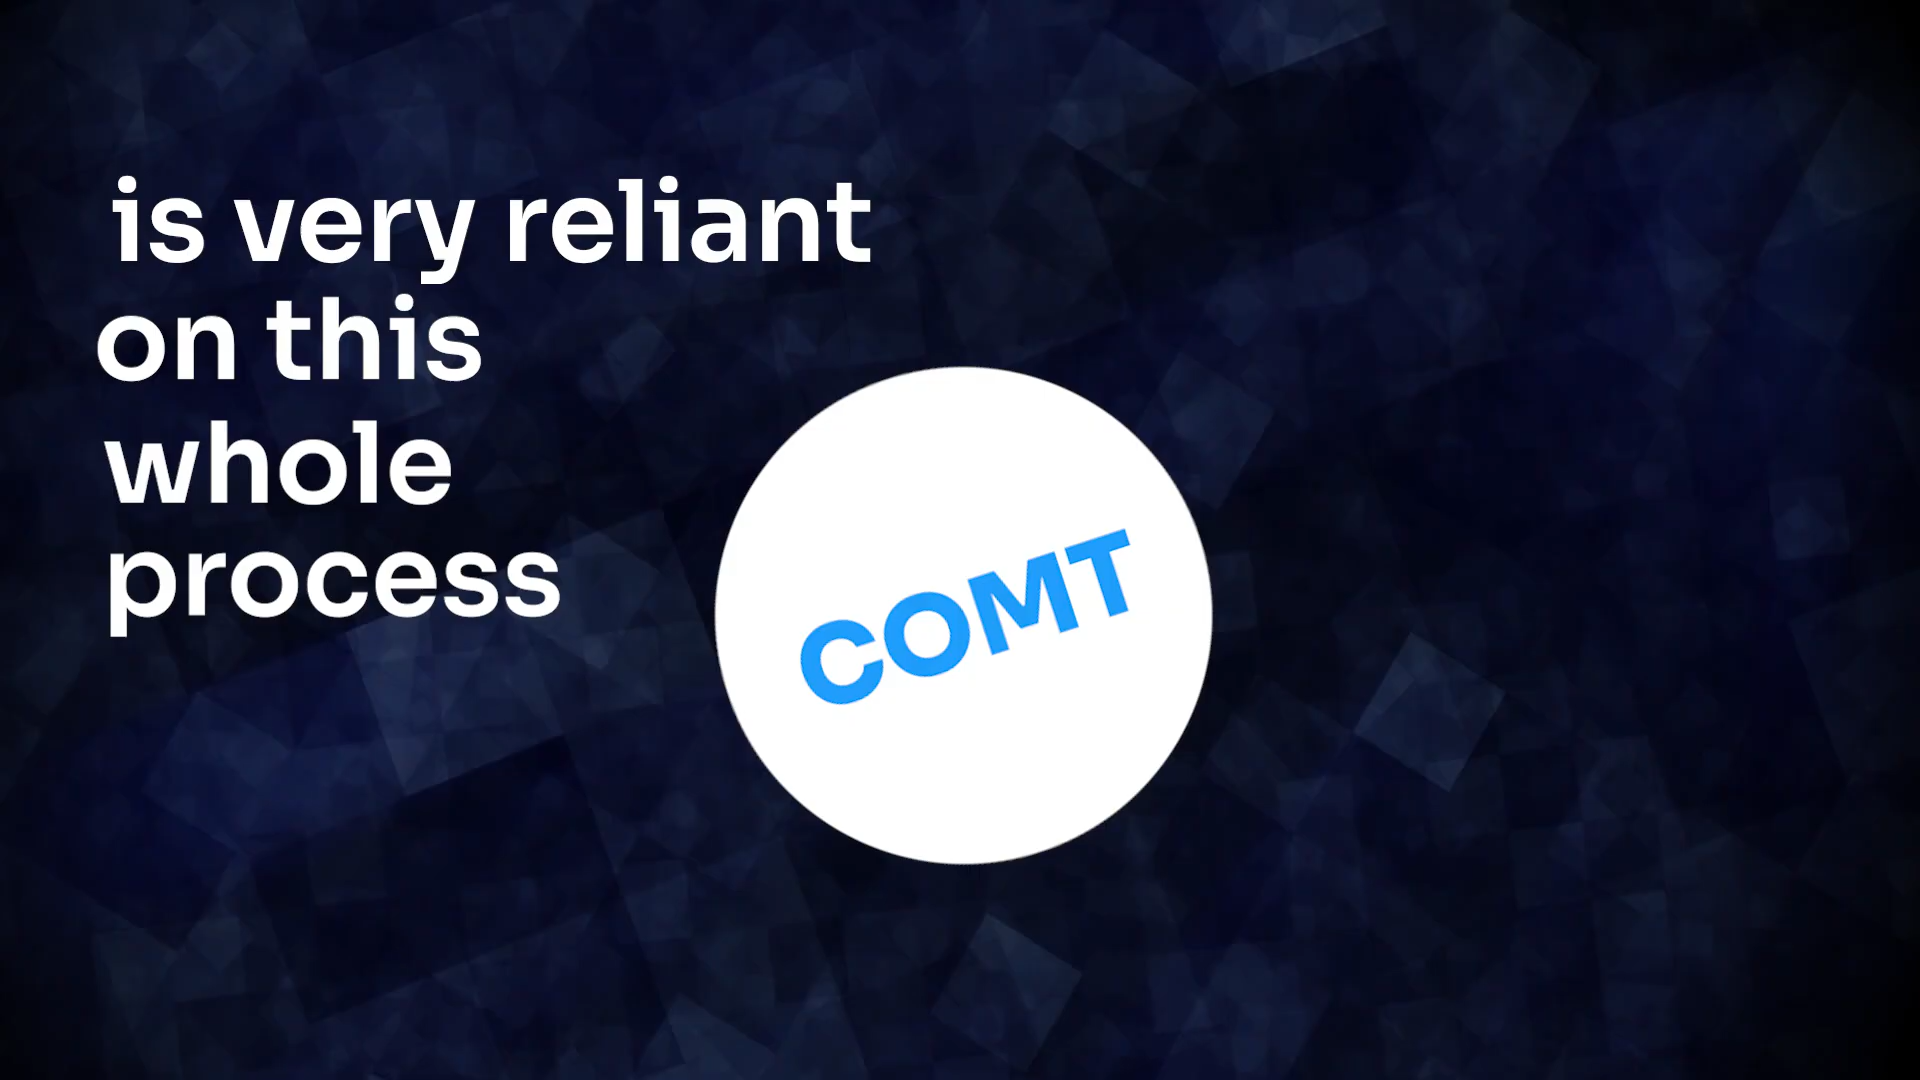 is very reliant
on this
whole
process
COMT